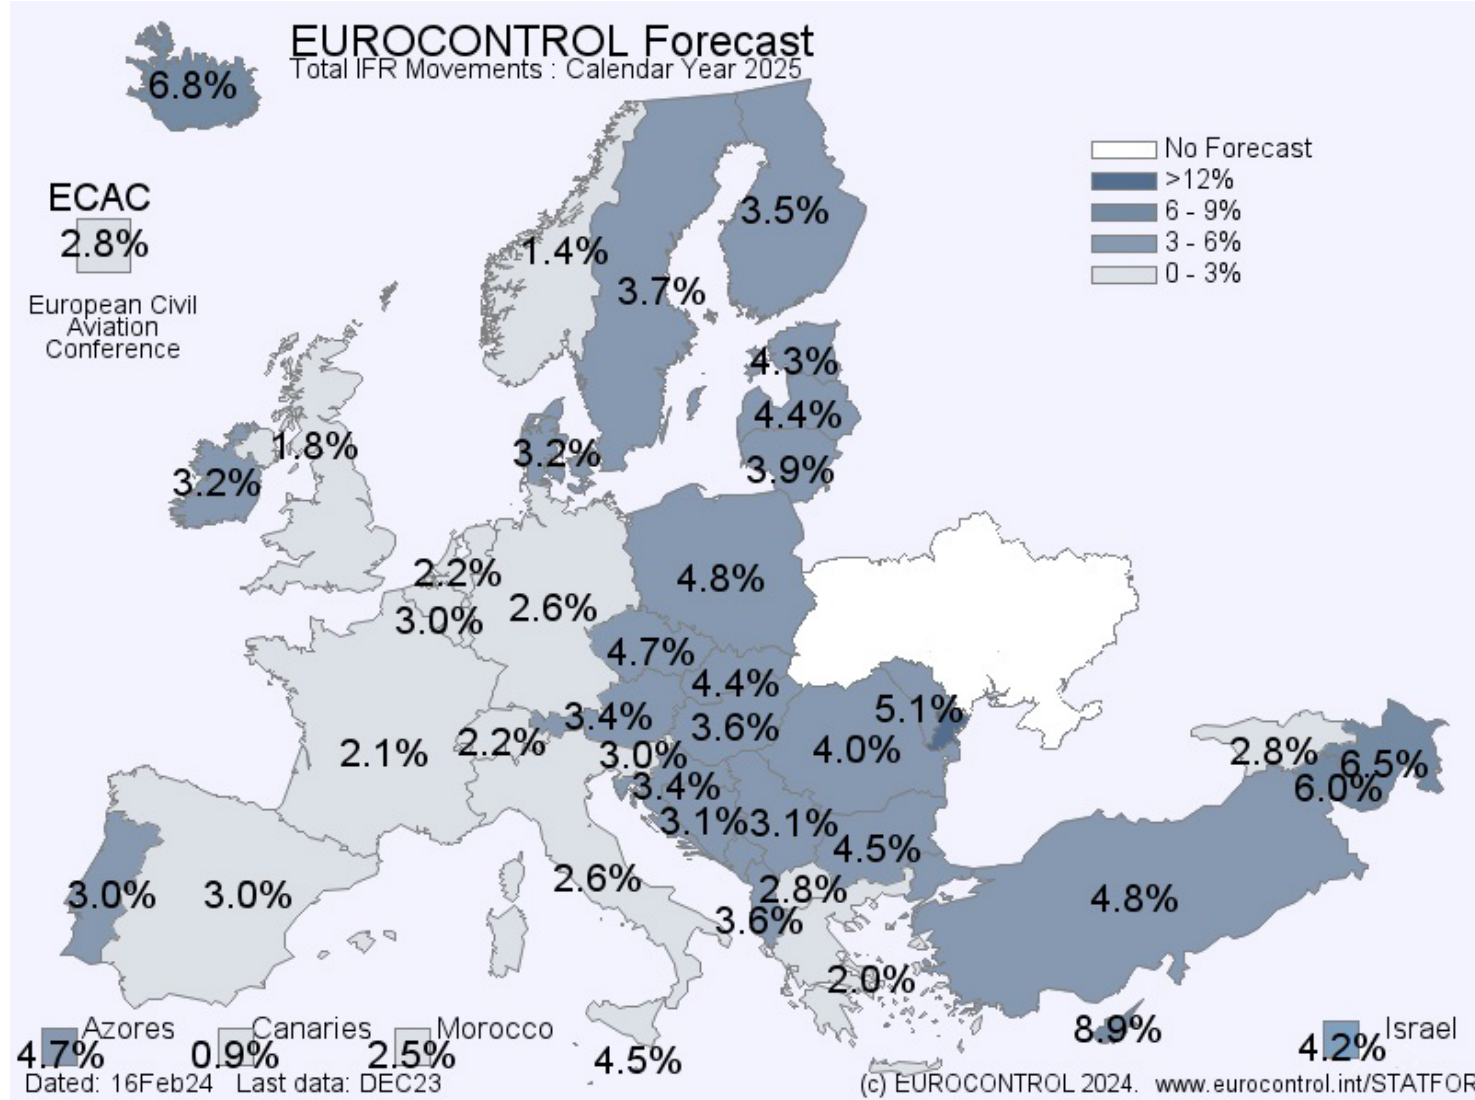 EUROCONTROL Forecast
Total IFR Movements : Calendar Year 2025
6.8%
No Forecast
>12%
6 - 9%
3 - 6%
0 - 3%
ECAC
2.8%
European Civil
Aviation
Conference
3.5%
1.4%
3.7%
4.3%
4.4%
1.8%
3.2%
3.9%
3.2%
2.2%
4.8%
2.6%
3.0%
4.7%
4.4%
5.1%
3.4%
3.6%
2.2%
2.1%
3.0%
4.0%
2.8%
6.5%
6.0%
3.4%
3.1%
3.1%
4.5%
2.6%
2.8%
3.0%
3.0%
4.8%
3.6%
2.0%
8.9%
Azores
4.7%
Canaries
0.9%
Morocco
2.5%
4.5%
Israel
4.2%
Dated: 16Feb24 Last data: DEC23
(c) EUROCONTROL 2024. www.eurocontrol.int/STATFOR